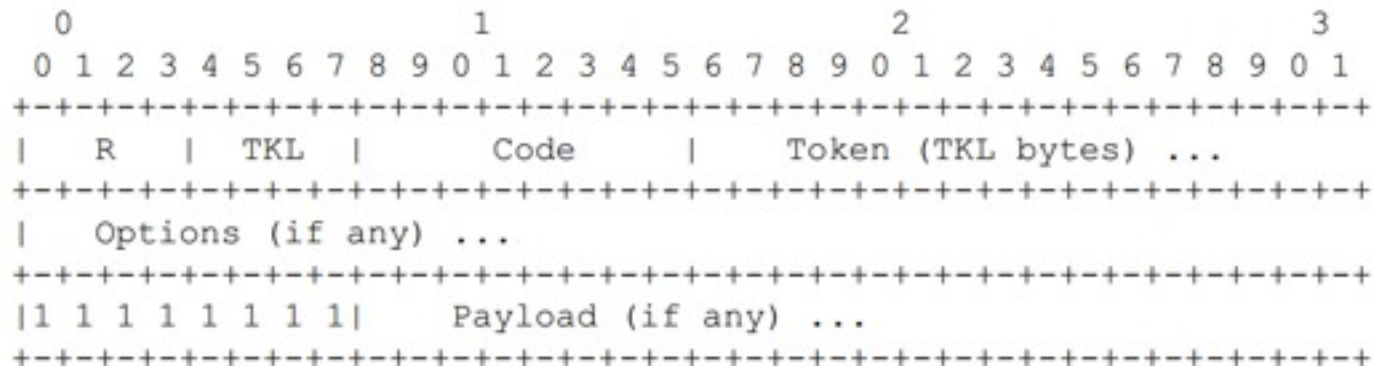 0 1 2 3
0 1 2 3 4 5 6 7 8 9 0 1 2 3 4 5 6 7 8 9 0 1 2 3 4 5 6 7 8 9 0 1
+-+-+-+-+-+-+-+-+-+-+-+-+-+-+-+-+-+-+-+-+-+-+-+-+-+-+-+-+-+-+-+-+
| R | TKL | Code | Token (TKL bytes) ...
+-+-+-+-+-+-+-+-+-+-+-+-+-+-+-+-+-+-+-+-+-+-+-+-+-+-+-+-+-+-+-+-+
| Options (if any) ...
+-+-+-+-+-+-+-+-+-+-+-+-+-+-+-+-+-+-+-+-+-+-+-+-+-+-+-+-+-+-+-+-+
|1 1 1 1 1 1 1 1| Payload (if any) ...
+-+-+-+-+-+-+-+-+-+-+-+-+-+-+-+-+-+-+-+-+-+-+-+-+-+-+-+-+-+-+-+-+